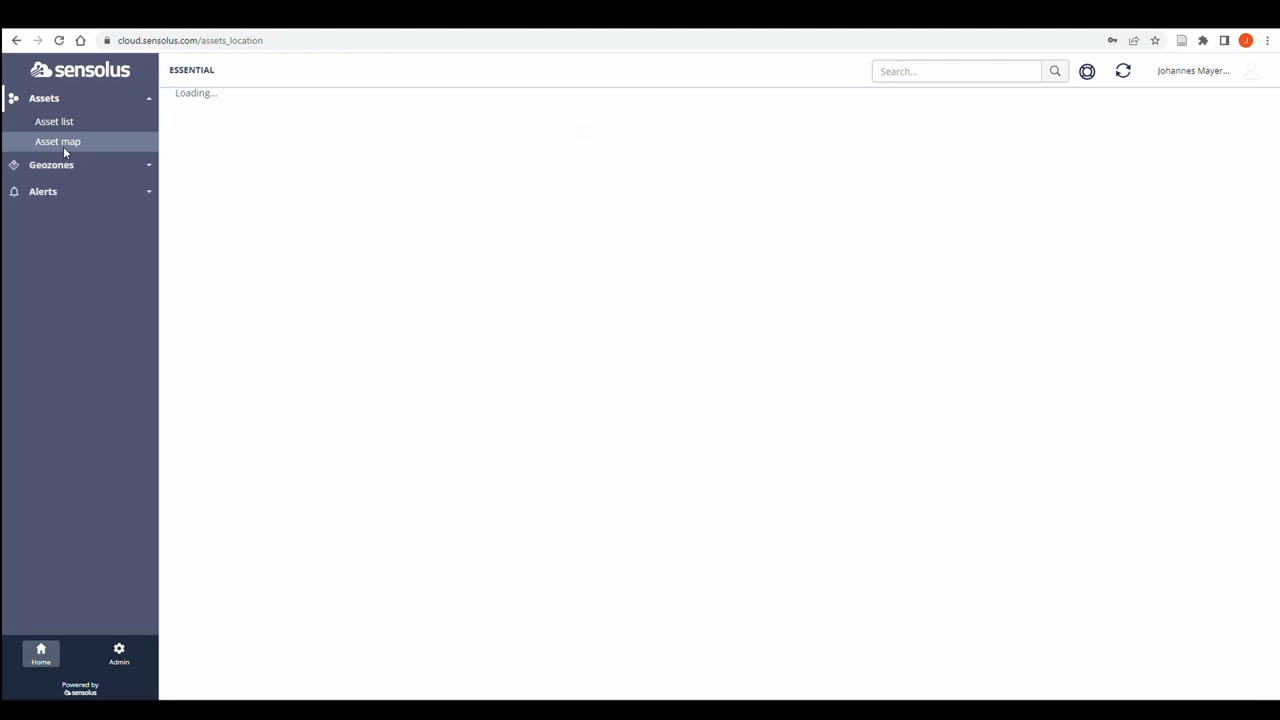 cloud.sensolus.com/assets_location
J
sensolus
ESSENTIAL
Search...
Johannes Mayer...
Loading...
Assets
Asset list
Asset map
Geozones
Alerts
Home
Admin
Powered by
sensolus